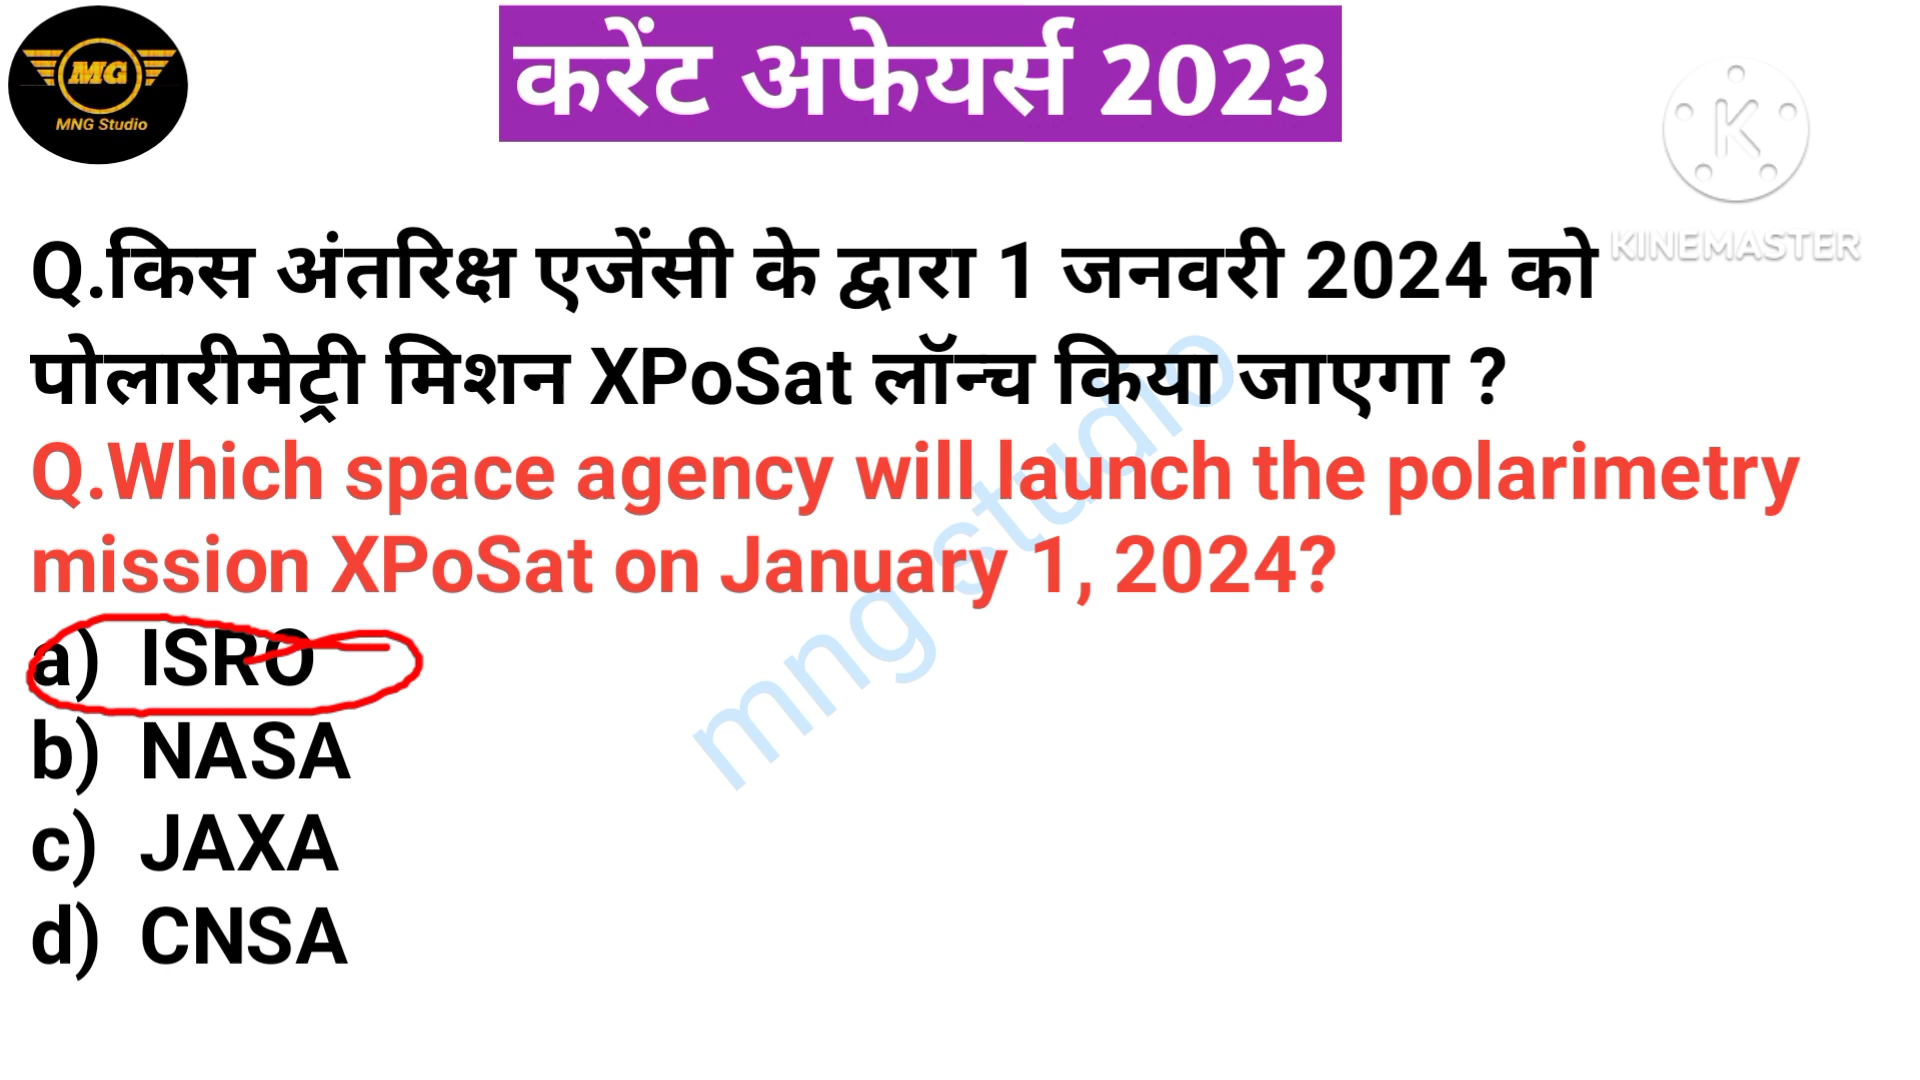 MG
MNG Studio
करेंट अफेयर्स 2023
K
KINEMASTER
Q.किस अंतरिक्ष एजेंसी के द्वारा 1 जनवरी 2024 को
पोलारीमेट्री मिशन XPoSat लॉन्च किया जाएगा ?
Q.Which space agency will launch the polarimetry
mission XPoSat on January 1, 2024?
a) ISRO
b) NASA
c) JAXA
d) CNSA
mng studio